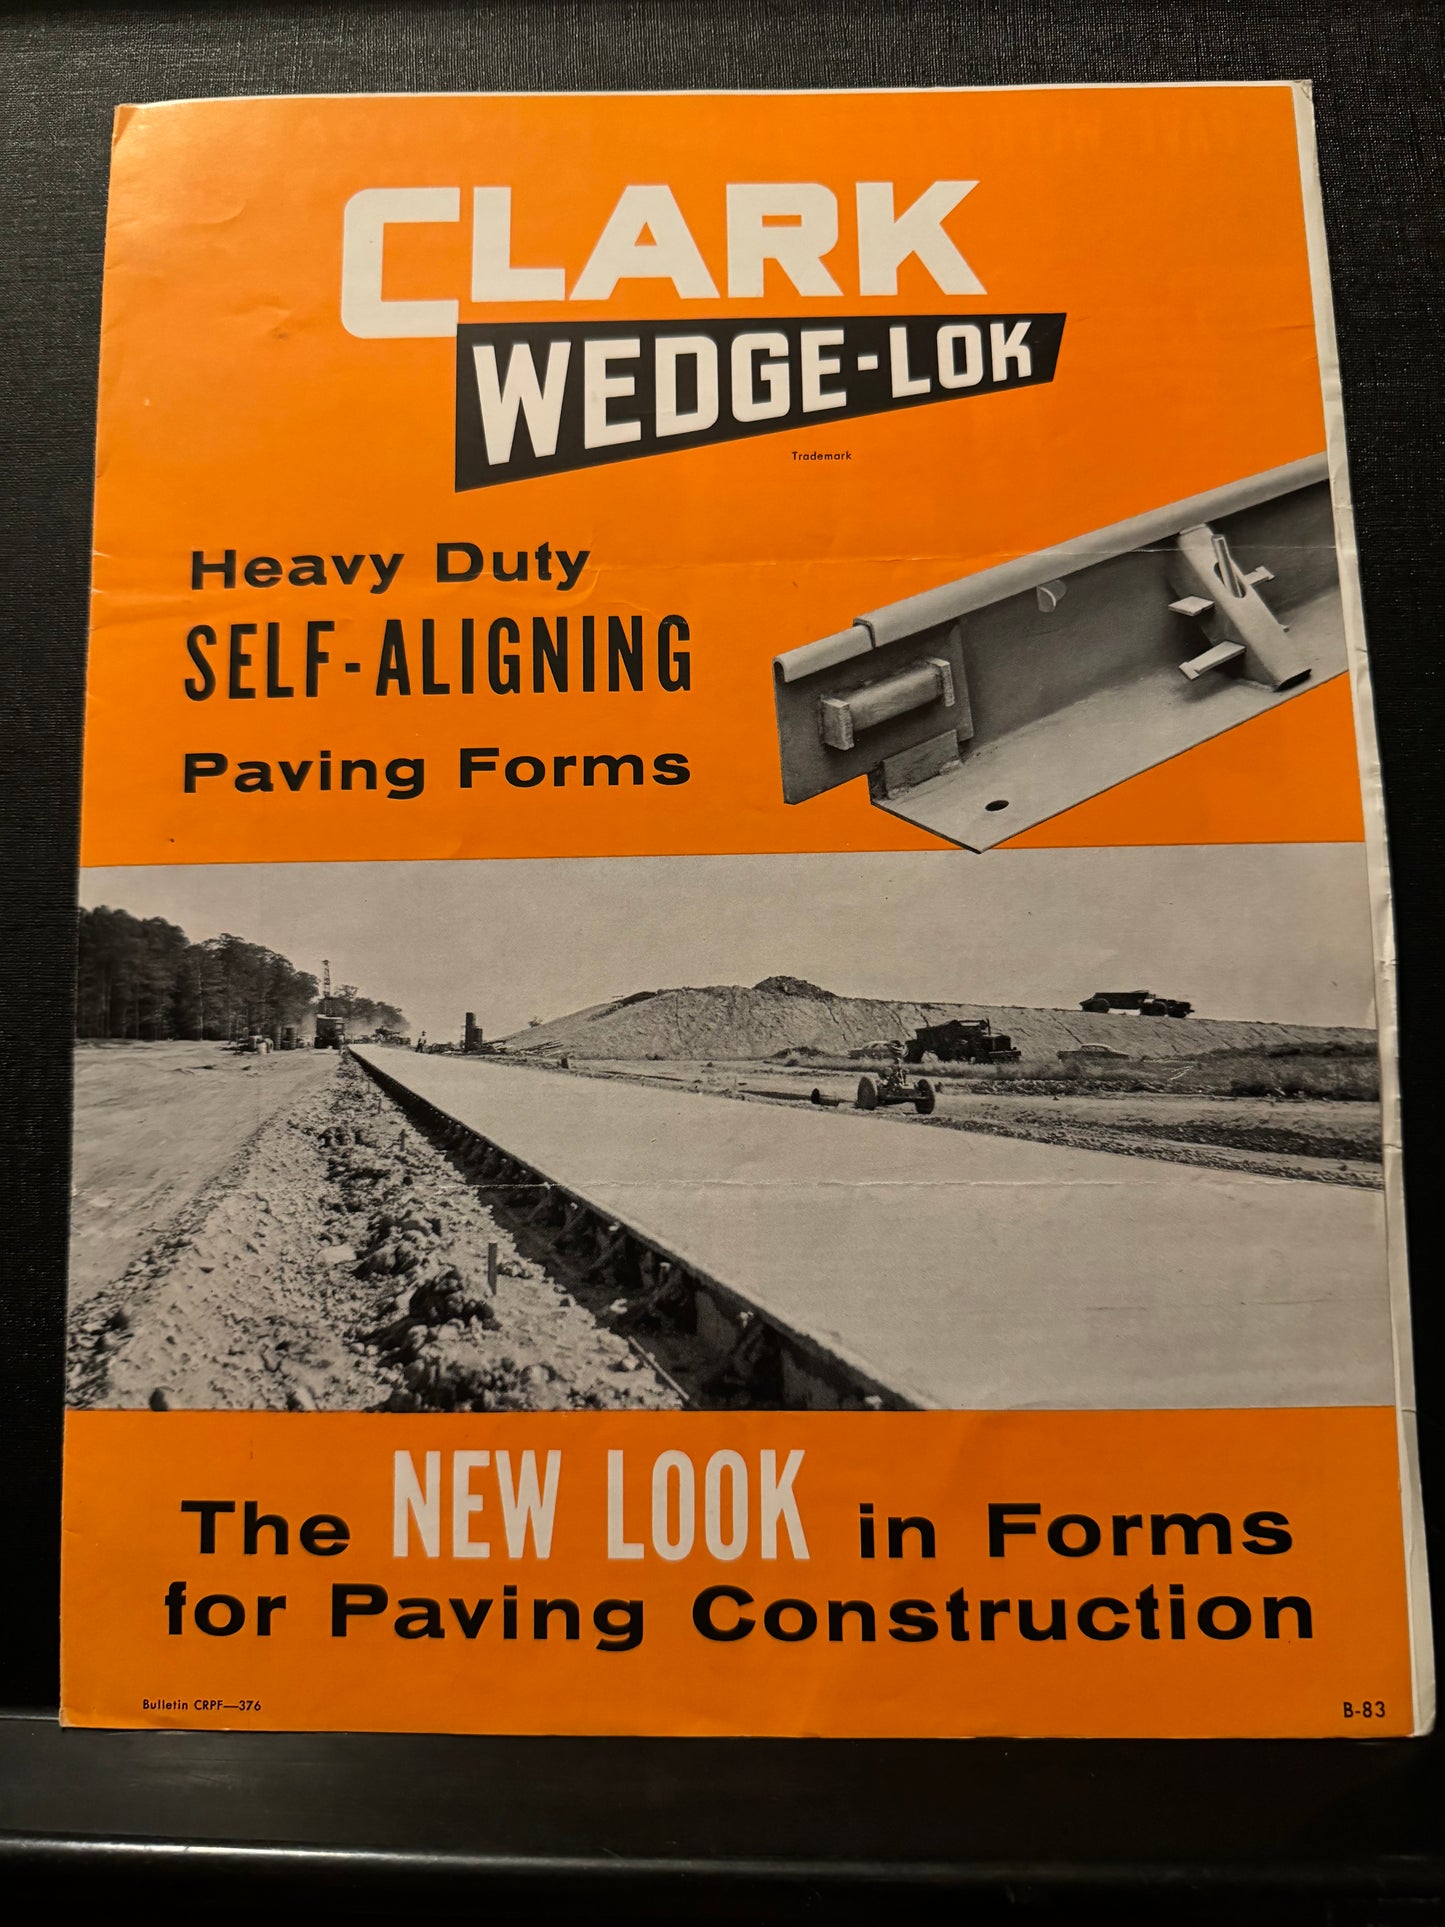 CLARK
WEDGE-LOK
Trademark
Heavy Duty
SELF-ALIGNING
Paving Forms
The NEW LOOK in Forms
for Paving Construction
Bulletin CRPF—376
B-83